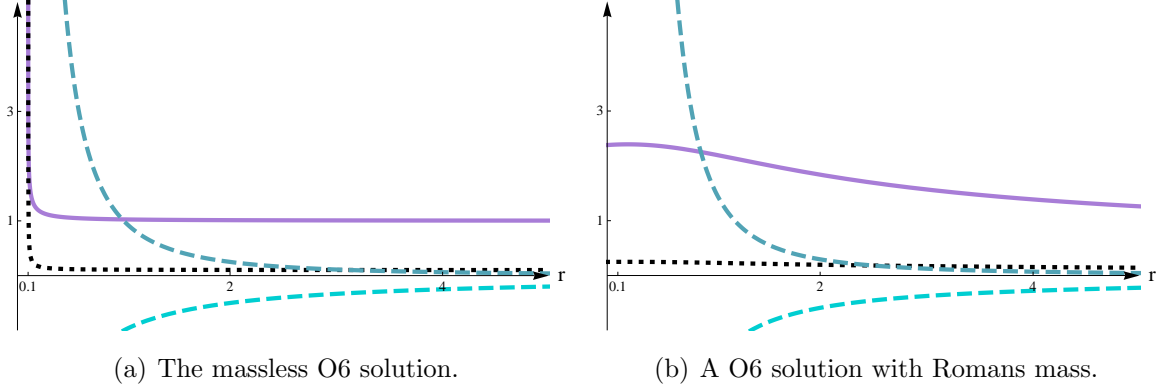 3
1
0.1
2
4
r
3
1
0.1
2
4
r
(a) The massless O6 solution.
(b) A O6 solution with Romans mass.